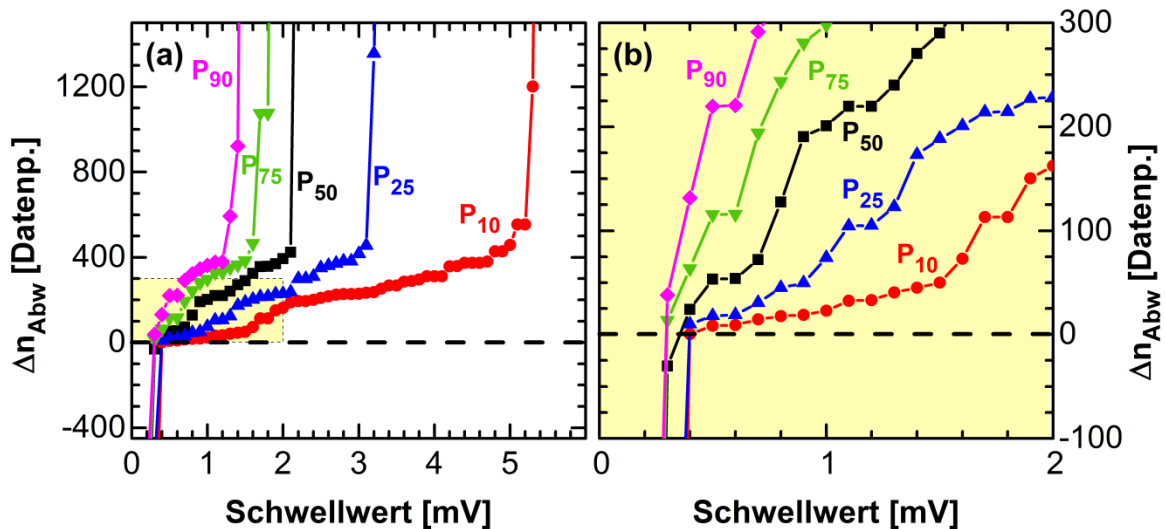 (a)
P90
P75
P50
P25
P10
1200
800
400
0
-400
ΔnAbw [Datenp.]
0 1 2 3 4 5
Schwellwert [mV]
(b)
P90
P75
P50
P25
P10
300
200
100
0
-100
ΔnAbw [Datenp.]
0 1 2
Schwellwert [mV]